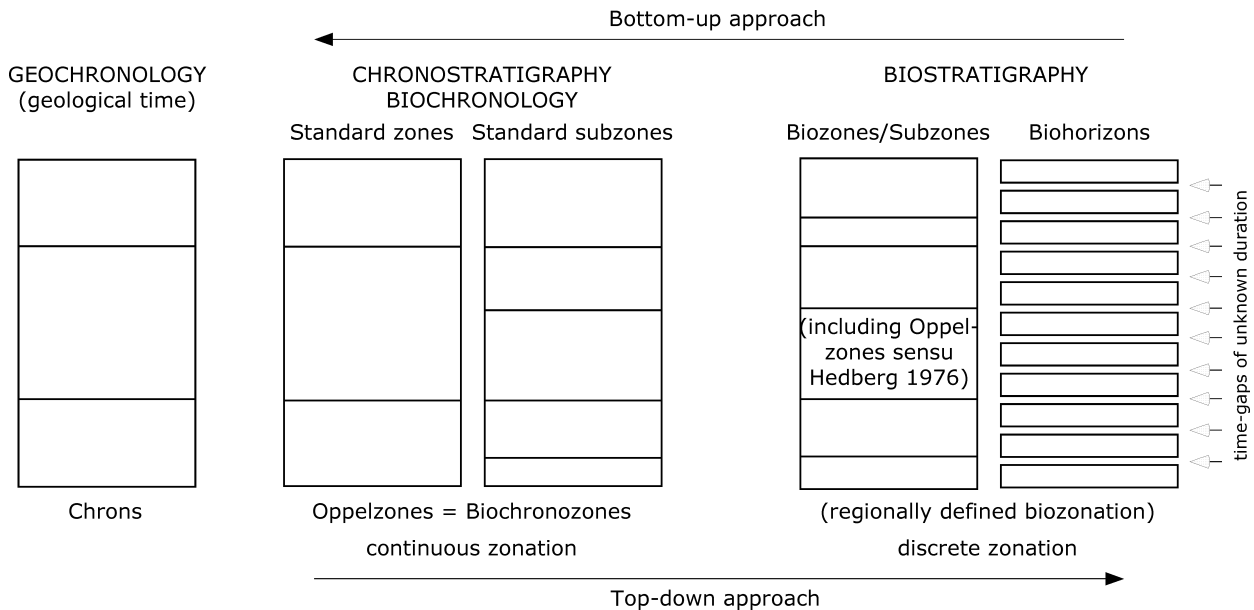 Bottom-up approach
GEOCHRONOLOGY
(geological time)
CHRONOSTRATIGRAPHY
BIOCHRONOLOGY
BIOSTRATIGRAPHY
Standard zones
Standard subzones
Biozones/Subzones
Biohorizons
(including Oppel-
zones sensu
Hedberg 1976)
time-gaps of unknown duration
Chrons
Oppelzones = Biochronozones
(regionally defined biozonation)
continuous zonation
discrete zonation
Top-down approach